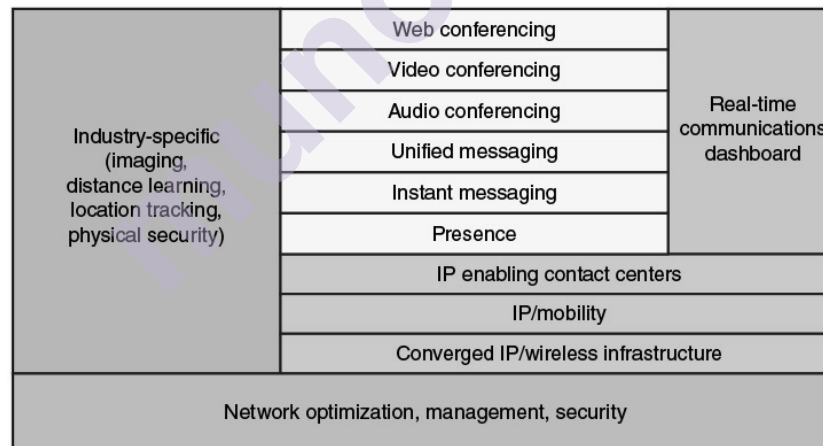 Industry-specific
(imaging,
distance learning,
location tracking,
physical security)
Web conferencing
Video conferencing
Audio conferencing
Unified messaging
Instant messaging
Presence
Real-time
communications
dashboard
IP enabling contact centers
IP/mobility
Converged IP/wireless infrastructure
Network optimization, management, security